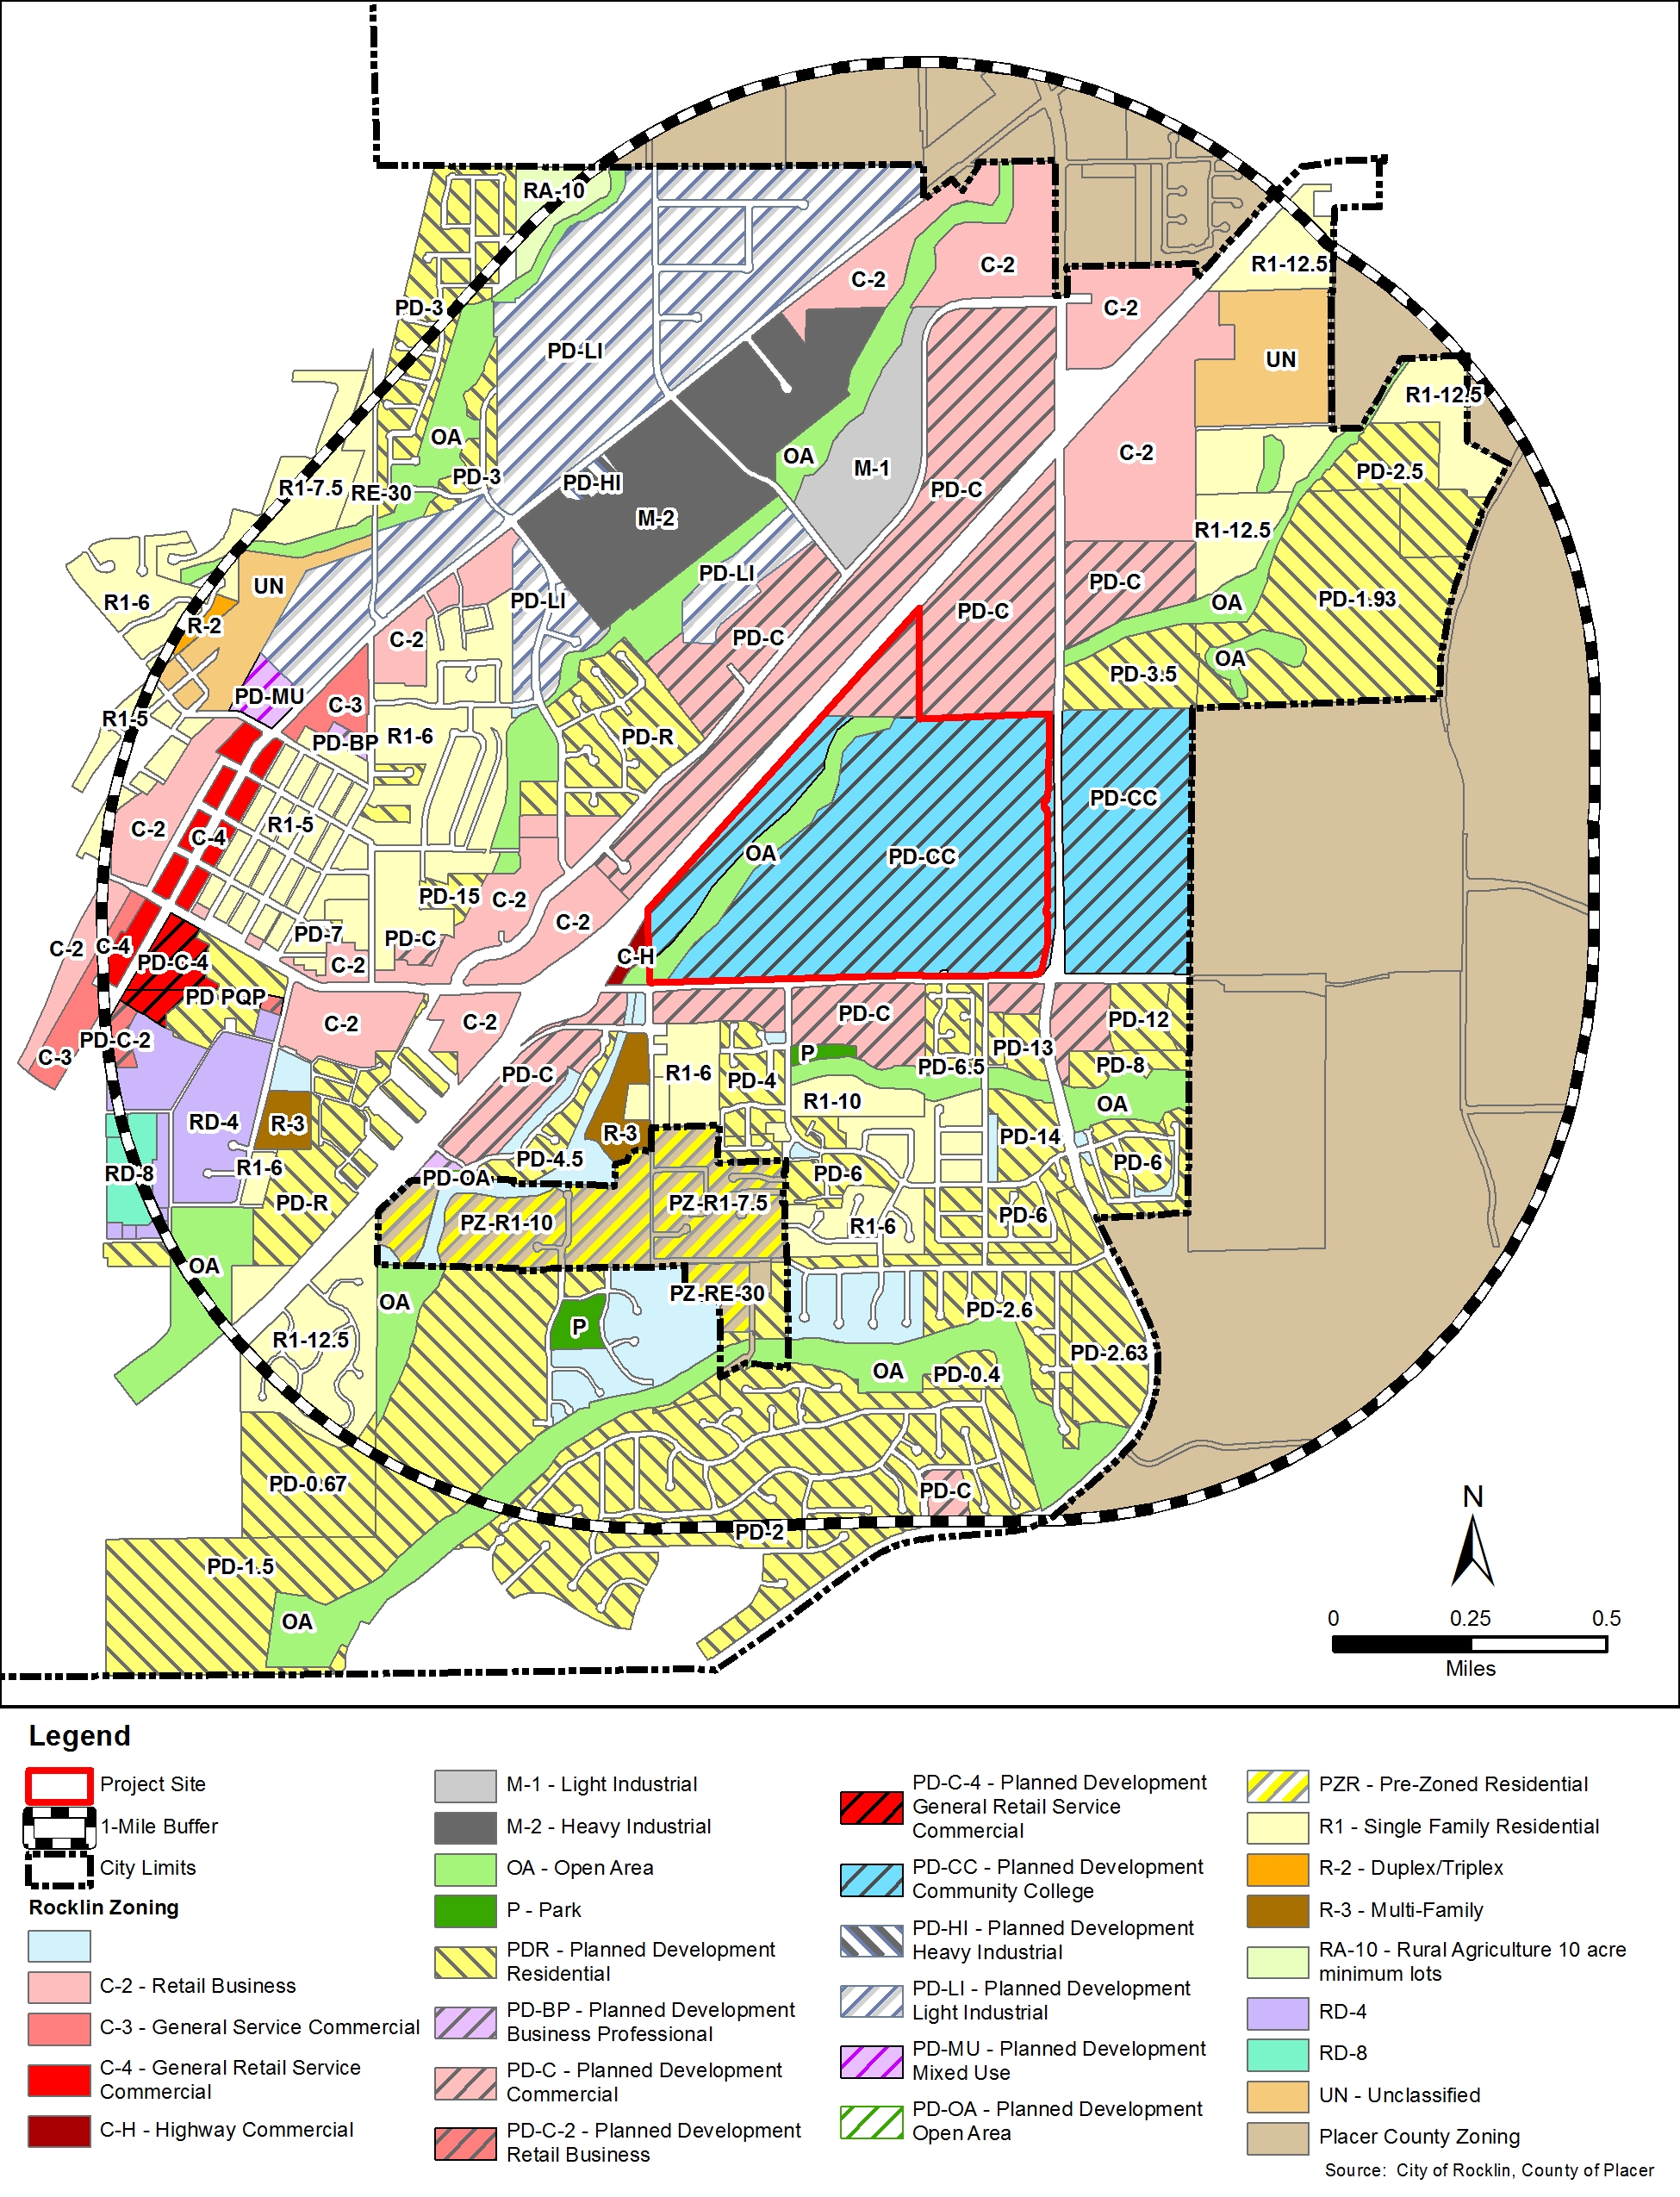 RA-10
C-2
C-2
R1-12.5
C-2
PD-3
PD-LI
UN
R1-12.5
OA
C-2
PD-3
OA
M-1
PD-2.5
R1-7.5
RE-30
PD-HI
PD-C
M-2
R1-12.5
UN
PD-LI
PD-C
R1-6
PD-LI
PD-C
OA
PD-1.93
R-2
C-2
PD-C
OA
PD-MU
C-3
PD-3.5
R1-5
PD-BP
R1-6
PD-R
PD-CC
C-2
C-4
R1-5
OA
PD-CC
PD-15
C-2
C-2
PD-7
PD-C
C-2
C-4
PD-C-4
C-2
C-H
PD PQP
C-2
C-2
PD-C
PD-12
PD-C-2
C-3
PD-C
R1-6
PD-4
P
PD-6.5
PD-13
PD-8
R1-10
OA
RD-4
R-3
R-3
PD-14
RD-8
R1-6
PD-4.5
PD-OA
PD-6
PD-6
PD-R
PZ-R1-10
PZ-R1-7.5
R1-6
PD-6
OA
OA
PZ-RE-30
PD-2.6
R1-12.5
P
PD-2.63
OA
PD-0.4
PD-0.67
PD-C
PD-2
PD-1.5
OA
N
0 0.25 0.5
Miles
Legend
Project Site
1-Mile Buffer
City Limits
Rocklin Zoning
C-2 - Retail Business
C-3 - General Service Commercial
C-4 - General Retail Service
Commercial
C-H - Highway Commercial
M-1 - Light Industrial
M-2 - Heavy Industrial
OA - Open Area
P - Park
PDR - Planned Development
Residential
PD-BP - Planned Development
Business Professional
PD-C - Planned Development
Commercial
PD-C-2 - Planned Development
Retail Business
PD-C-4 - Planned Development
General Retail Service
Commercial
PD-CC - Planned Development
Community College
PD-HI - Planned Development
Heavy Industrial
PD-LI - Planned Development
Light Industrial
PD-MU - Planned Development
Mixed Use
PD-OA - Planned Development
Open Area
PZR - Pre-Zoned Residential
R1 - Single Family Residential
R-2 - Duplex/Triplex
R-3 - Multi-Family
RA-10 - Rural Agriculture 10 acre
minimum lots
RD-4
RD-8
UN - Unclassified
Placer County Zoning
Source: City of Rocklin, County of Placer